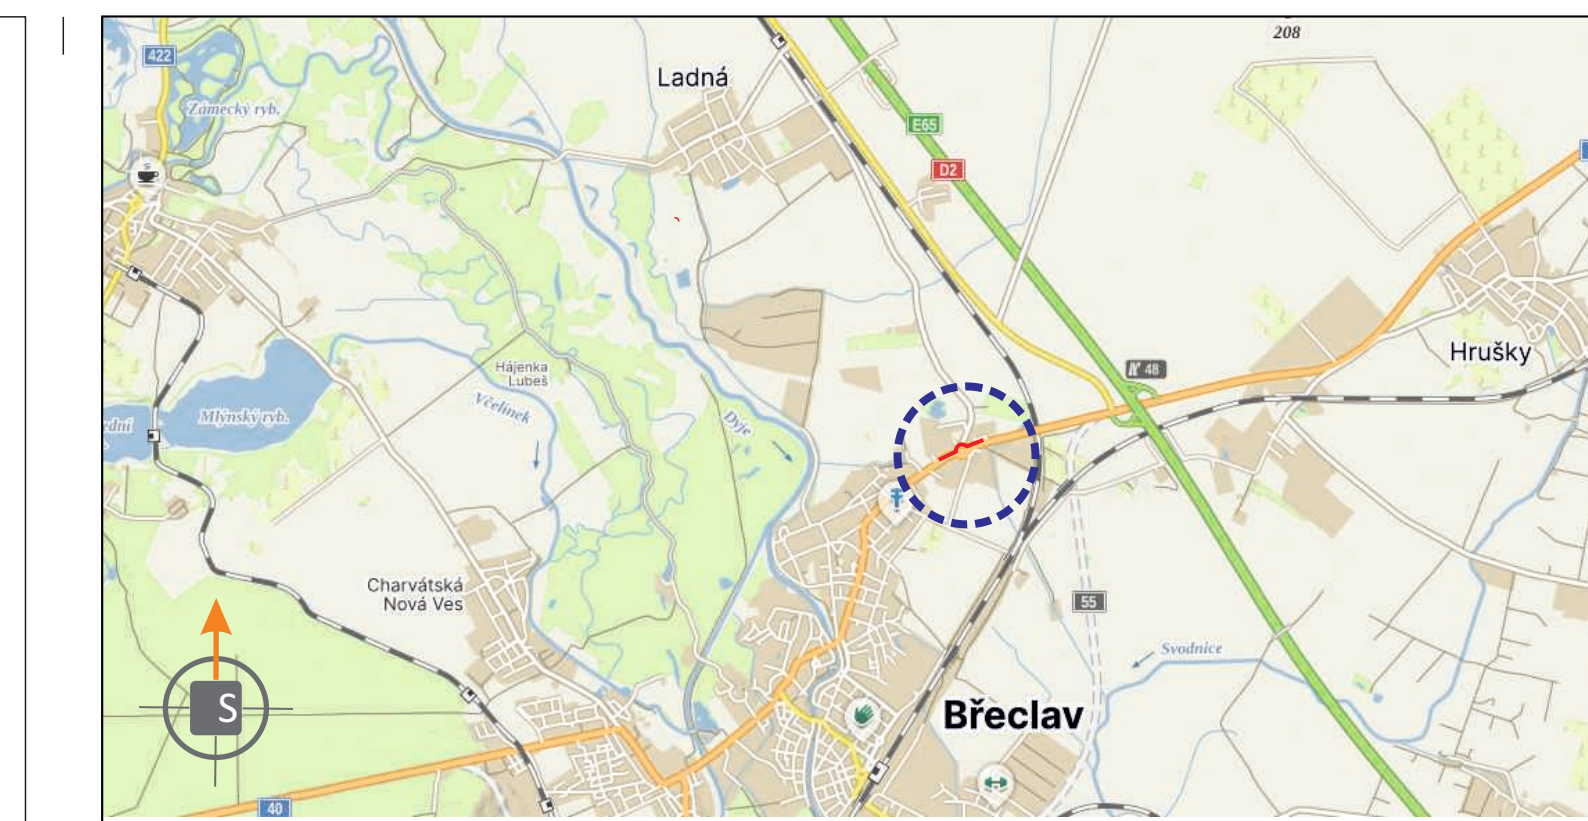 208
422
Ladná
Zámecký ryb.
E65
D2
Hrušky
48
Hájenka
Lubeš
Včelínek
Mlýnský ryb.
Dyje
Charvátská
Nová Ves
55
Svodnice
S
Břeclav
40